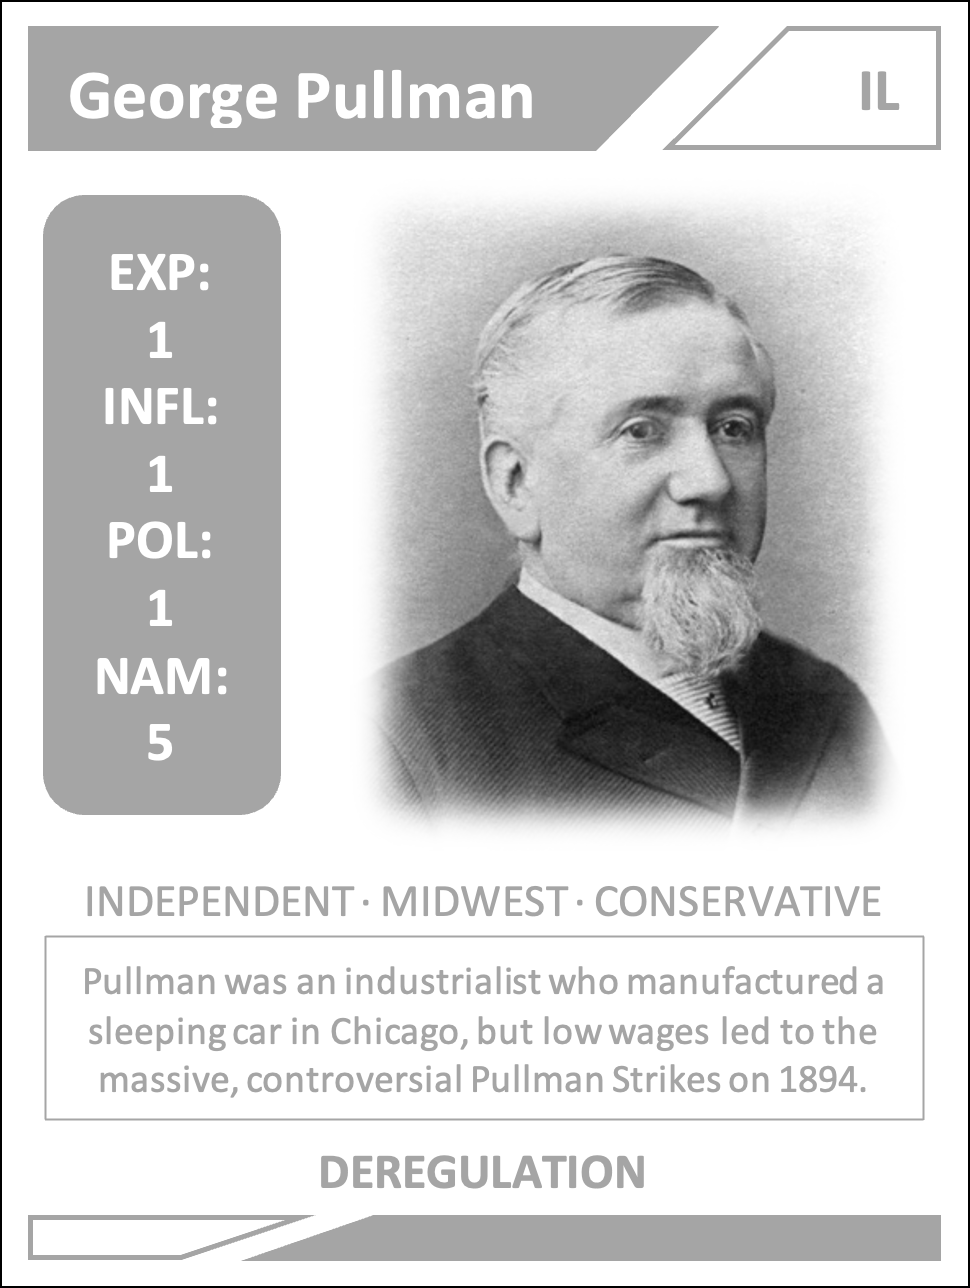 George Pullman
IL
EXP:
1
INFL:
1
POL:
1
NAM:
5
INDEPENDENT · MIDWEST · CONSERVATIVE
Pullman was an industrialist who manufactured a
sleeping car in Chicago, but low wages led to the
massive, controversial Pullman Strikes on 1894.
DEREGULATION